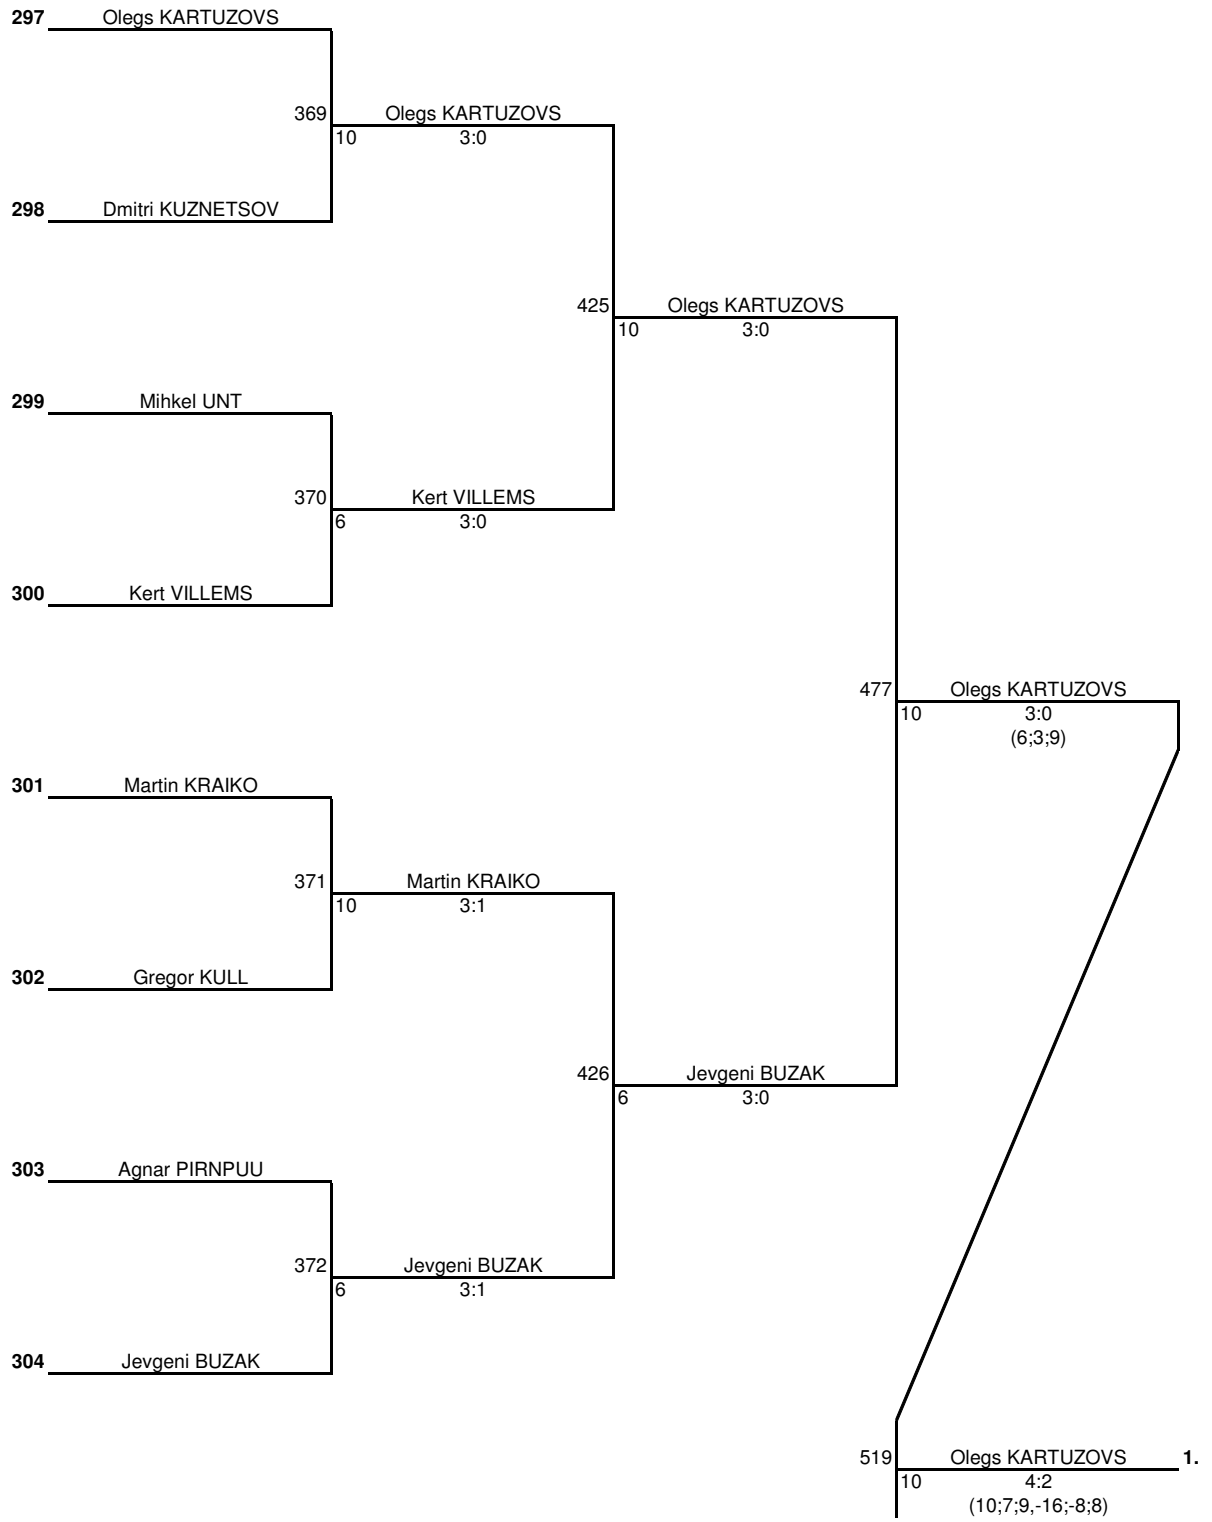 297 Olegs KARTUZOVS
369 Olegs KARTUZOVS
10 3:0
298 Dmitri KUZNETSOV
425 Olegs KARTUZOVS
10 3:0
299 Mihkel UNT
370 Kert VILLEMS
6 3:0
300 Kert VILLEMS
477 Olegs KARTUZOVS
10 3:0
(6;3;9)
301 Martin KRAIKO
371 Martin KRAIKO
10 3:1
302 Gregor KULL
426 Jevgeni BUZAK
6 3:0
303 Agnar PIRNPUU
372 Jevgeni BUZAK
6 3:1
304 Jevgeni BUZAK
519 Olegs KARTUZOVS 1.
10 4:2
(10;7;9,-16;-8;8)